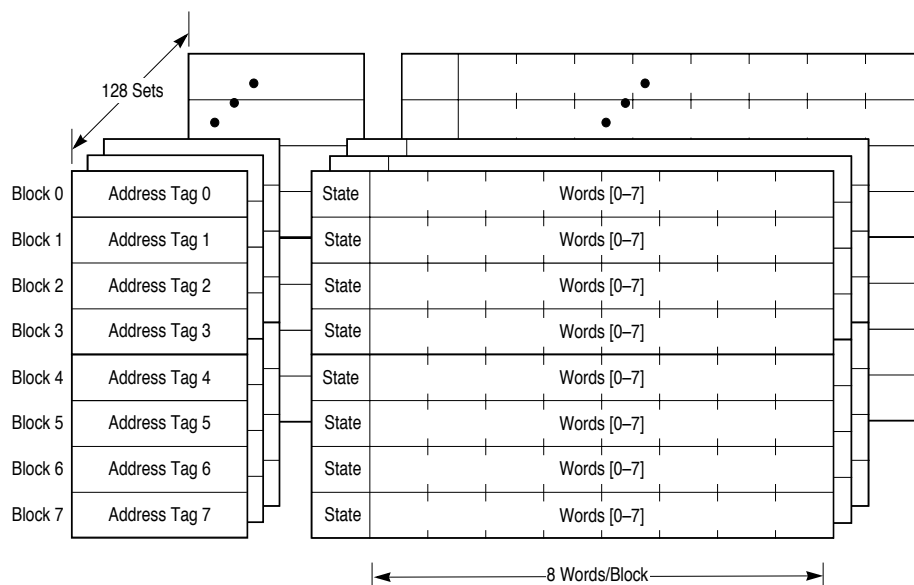 128 Sets
Block 0 Address Tag 0 State Words [0–7]
Block 1 Address Tag 1 State Words [0–7]
Block 2 Address Tag 2 State Words [0–7]
Block 3 Address Tag 3 State Words [0–7]
Block 4 Address Tag 4 State Words [0–7]
Block 5 Address Tag 5 State Words [0–7]
Block 6 Address Tag 6 State Words [0–7]
Block 7 Address Tag 7 State Words [0–7]
8 Words/Block